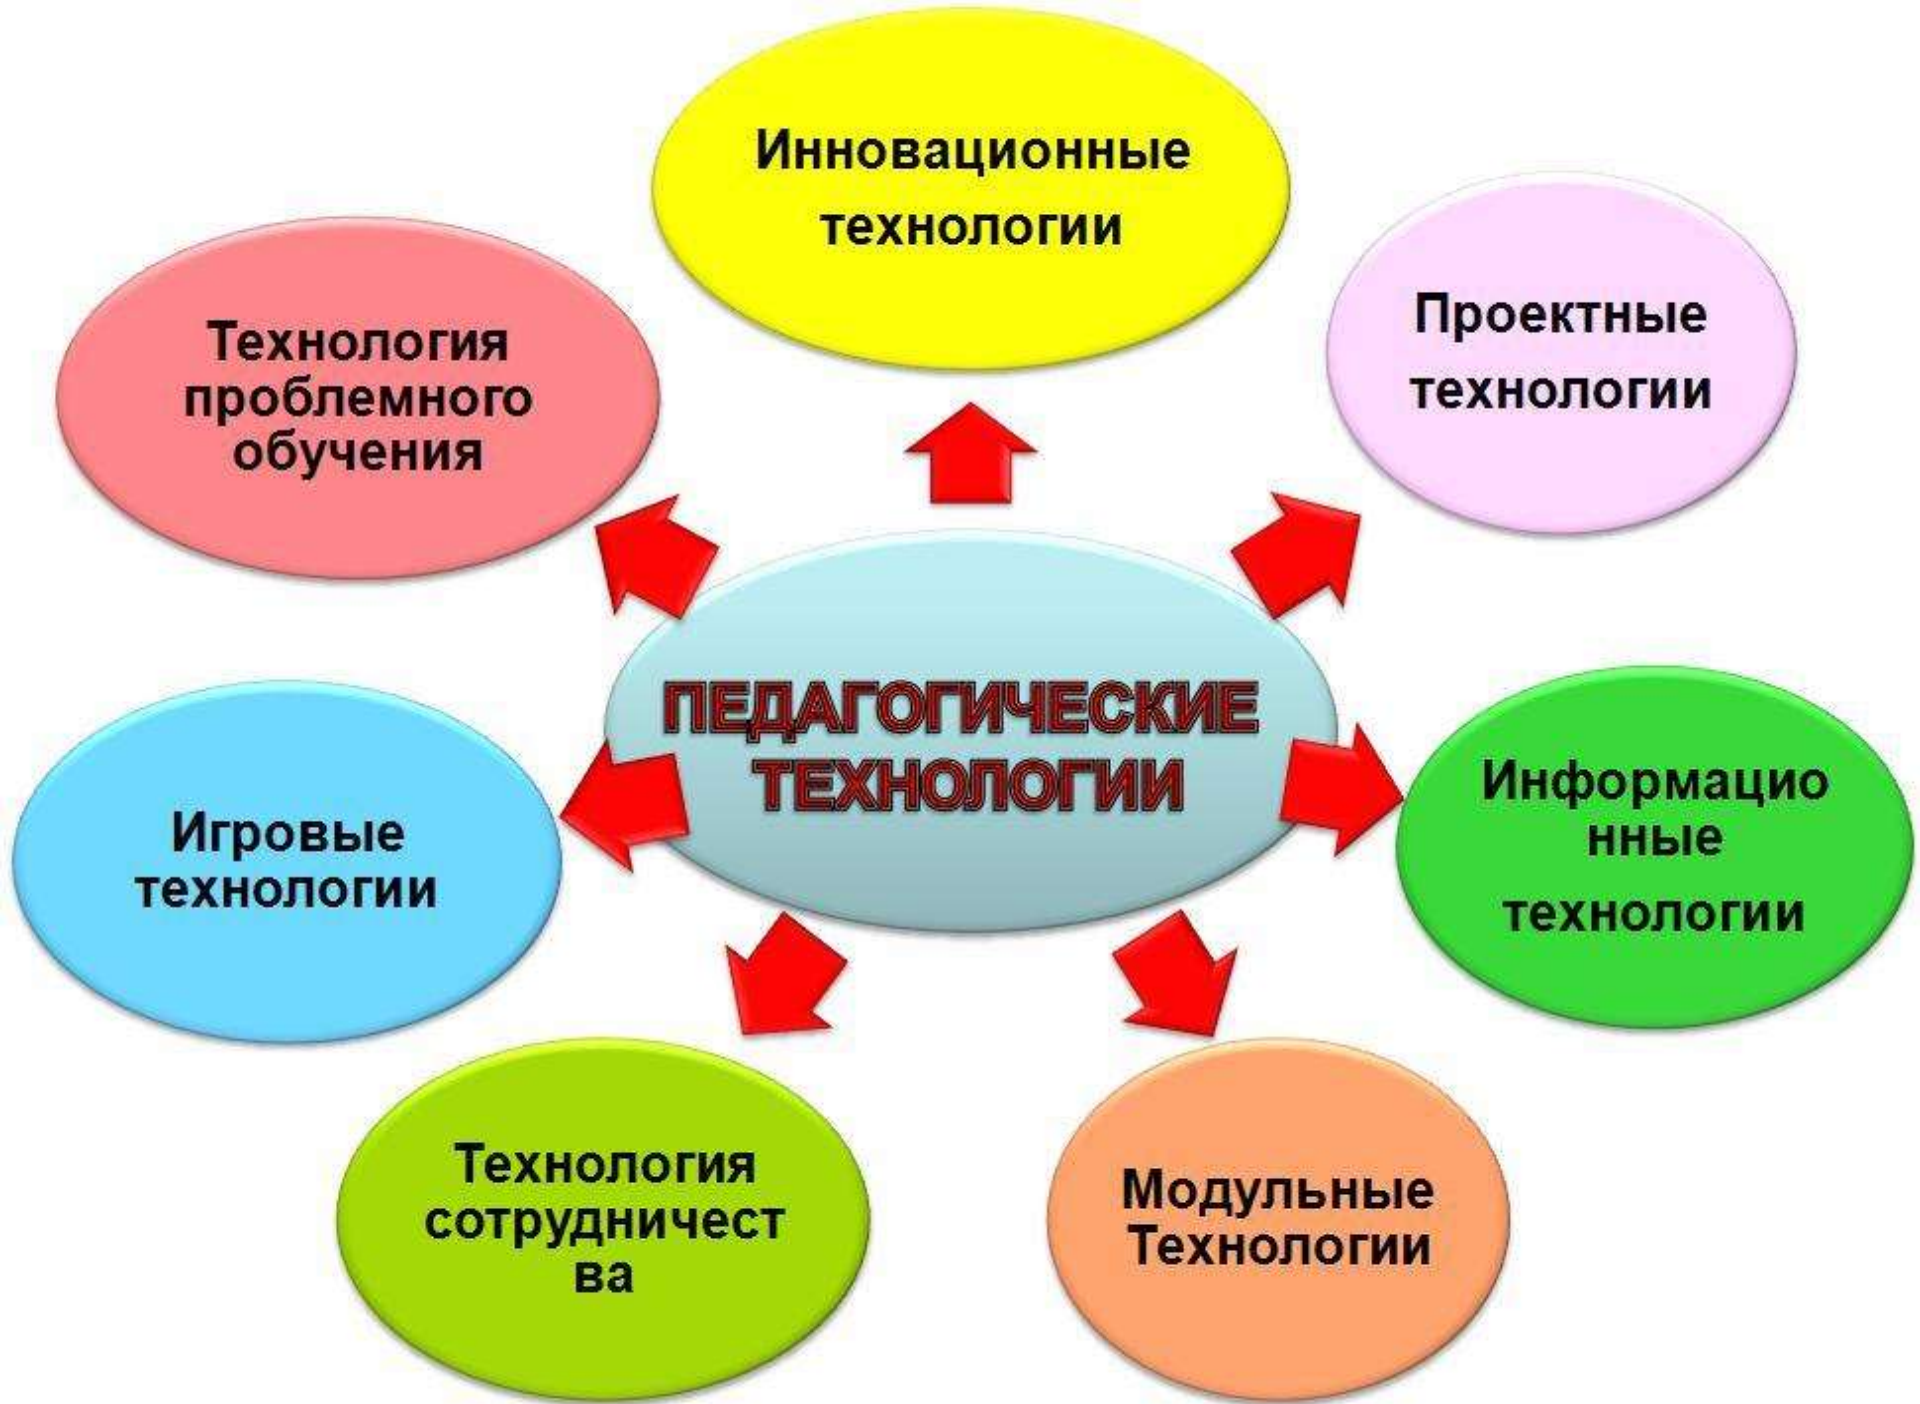 Инновационные
технологии
Проектные
технологии
Технология
проблемного
обучения
ПЕДАГОГИЧЕСКИЕ
ТЕХНОЛОГИИ
Информацио
нные
технологии
Игровые
технологии
Технология
сотрудничест
ва
Модульные
Технологии